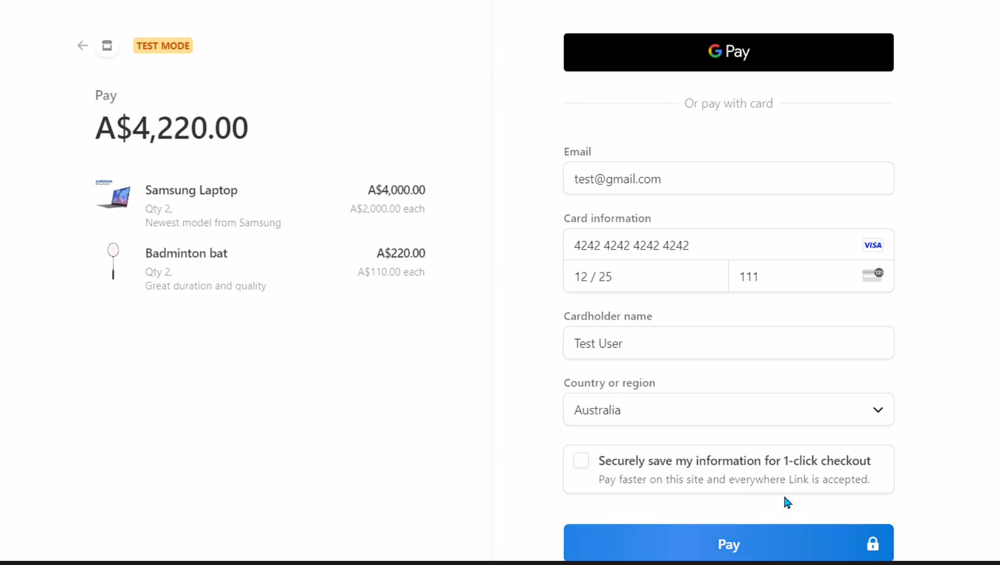 TEST MODE
Pay
A$4,220.00
SAMSUNG
Samsung Laptop
A$4,000.00
Qty 2,
A$2,000.00 each
Newest model from Samsung
Badminton bat
A$220.00
Qty 2,
A$110.00 each
Great duration and quality
G Pay
Or pay with card
Email
test@gmail.com
Card information
4242 4242 4242 4242
VISA
12 / 25
111
135
Cardholder name
Test User
Country or region
Australia
Securely save my information for 1-click checkout
Pay faster on this site and everywhere Link is accepted.
Pay